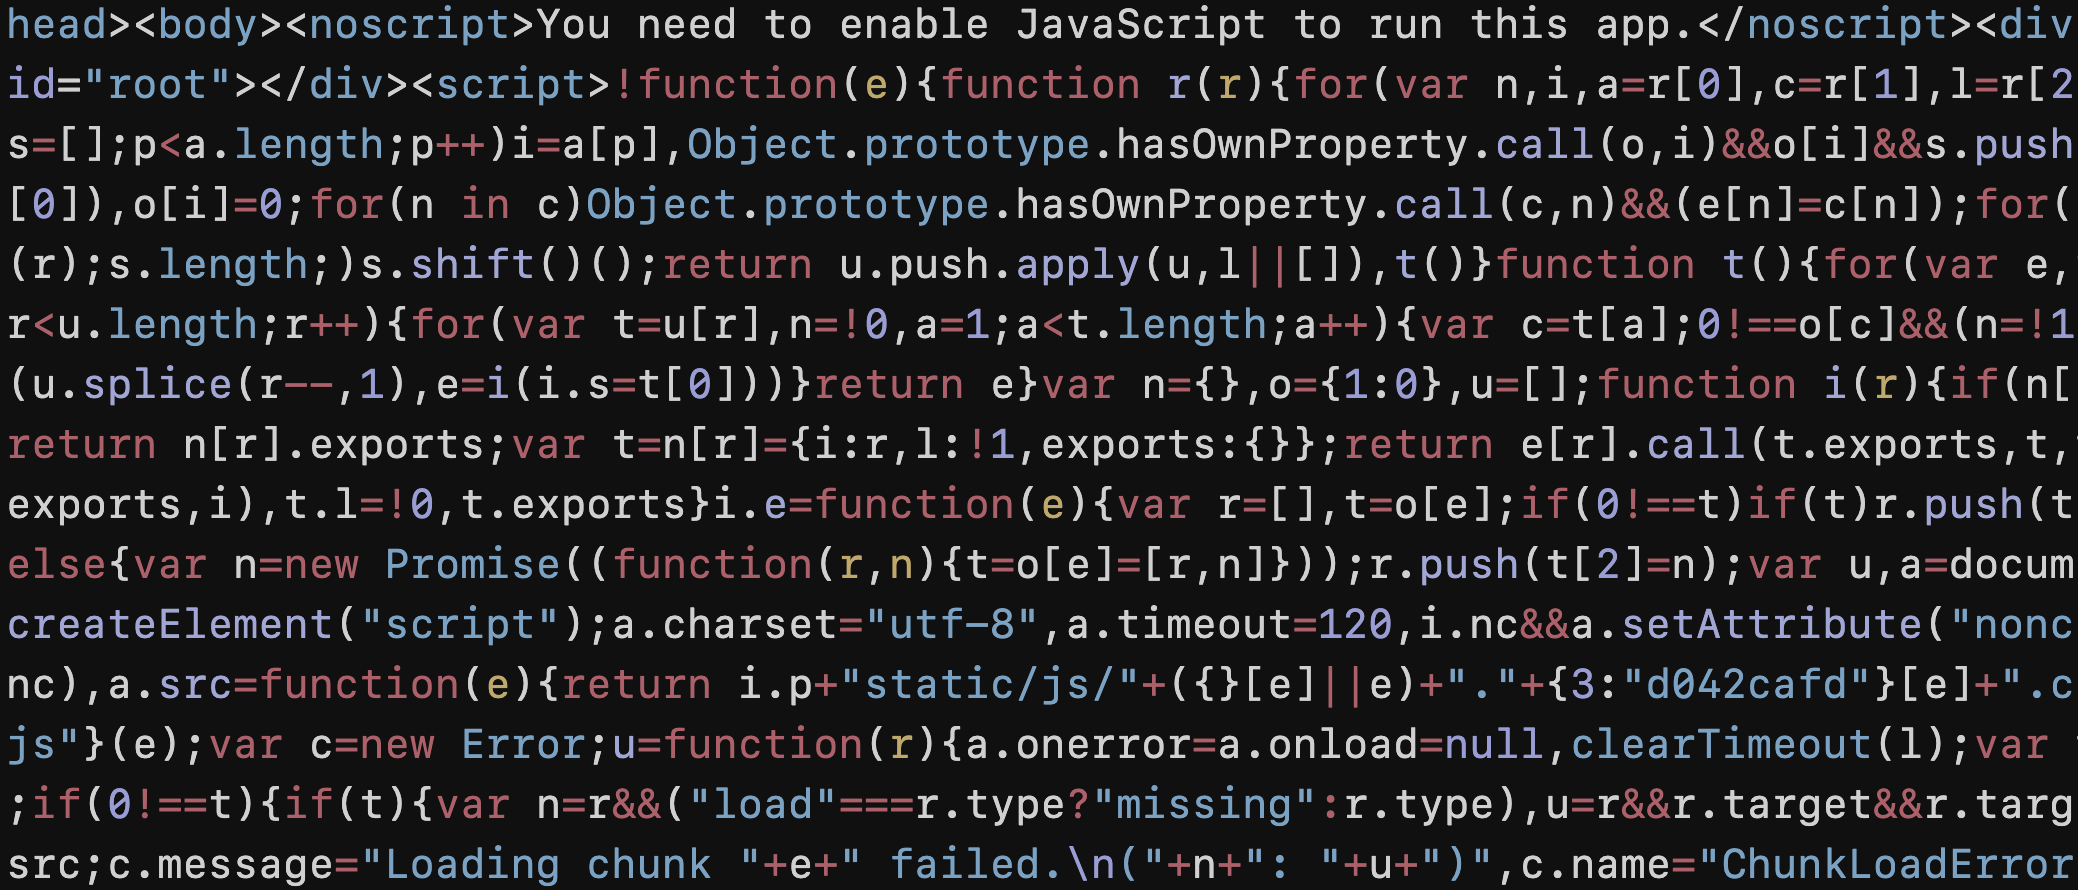 head><body><noscript>You need to enable JavaScript to run this app.</noscript><div
id="root"></div><script>!function(e){function r(r){for(var n,i,a=r[0],c=r[1],l=r[2
s=[];p<a.length;p++)i=a[p],Object.prototype.hasOwnProperty.call(o,i)&&o[i]&&s.push
[0]),o[i]=0;for(n in c)Object.prototype.hasOwnProperty.call(c,n)&&(e[n]=c[n]);for(
(r);s.length;)s.shift()();return u.push.apply(u,l||[]),t()}function t(){for(var e,
r<u.length;r++){for(var t=u[r],n=!0,a=1;a<t.length;a++){var c=t[a];0!==o[c]&&(n=!1
(u.splice(r--,1),e=i(i.s=t[0]))}return e}var n={},o={1:0},u=[];function i(r){if(n[
return n[r].exports;var t=n[r]={i:r,l:!1,exports:{}};return e[r].call(t.exports,t,
exports,i),t.l=!0,t.exports}i.e=function(e){var r=[],t=o[e];if(0!==t)if(t)r.push(t
else{var n=new Promise((function(r,n){t=o[e]=[r,n]}));r.push(t[2]=n);var u,a=docum
createElement("script");a.charset="utf-8",a.timeout=120,i.nc&&a.setAttribute("nonc
nc),a.src=function(e){return i.p+"static/js/"+({}[e]||e)+"."+{3:"d042cafd"}[e]+".c
js"}(e);var c=new Error;u=function(r){a.onerror=a.onload=null,clearTimeout(l);var
;if(0!==t){if(t){var n=r&&("load"===r.type?"missing":r.type),u=r&&r.target&&r.targ
src;c.message="Loading chunk "+e+" failed.\n("+n+": "+u+")",c.name="ChunkLoadError